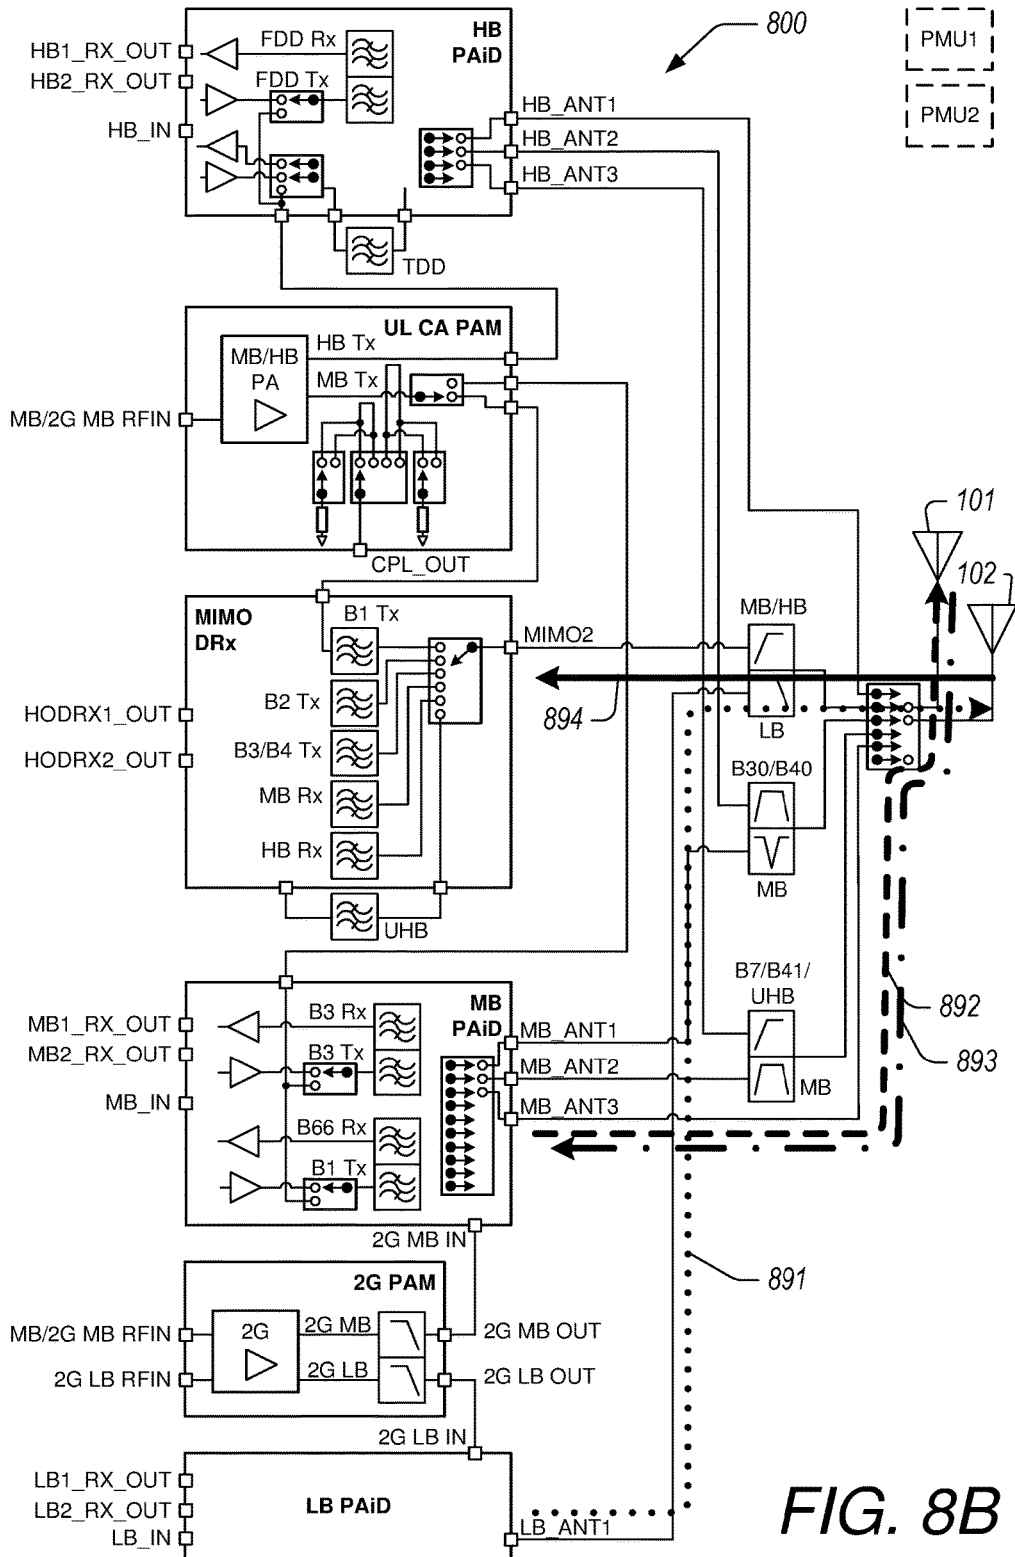 HB1_RX_OUT
HB2_RX_OUT
HB_IN
FDD Rx
FDD Tx
HB
PAiD
HB_ANT1
HB_ANT2
HB_ANT3
TDD
800
PMU1
PMU2
UL CA PAM
MB/HB
PA
HB Tx
MB Tx
MB/2G MB RFIN
CPL_OUT
MIMO
DRx
B1 Tx
B2 Tx
B3/B4 Tx
MB Rx
HB Rx
UHB
HODRX1_OUT
HODRX2_OUT
MIMO2
MB/HB
LB
894
101
102
B30/B40
MB
B7/B41/
UHB
MB
892
893
MB1_RX_OUT
MB2_RX_OUT
MB_IN
B3 Rx
B3 Tx
B66 Rx
B1 Tx
MB
PAiD
MB_ANT1
MB_ANT2
MB_ANT3
2G MB IN
891
2G PAM
MB/2G MB RFIN
2G LB RFIN
2G
2G MB
2G LB
2G MB OUT
2G LB OUT
2G LB IN
LB1_RX_OUT
LB2_RX_OUT
LB_IN
LB PAiD
LB_ANT1
FIG. 8B